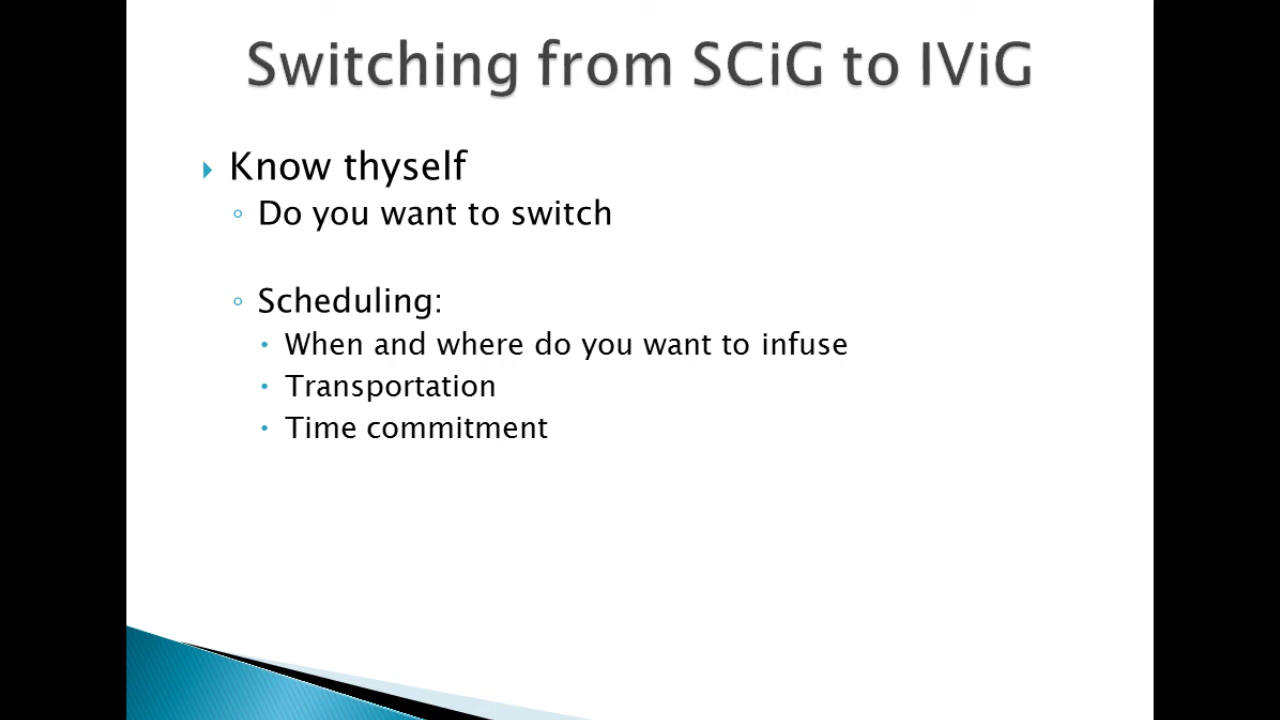 Switching from SCiG to IViG
Know thyself
Do you want to switch
Scheduling:
When and where do you want to infuse
Transportation
Time commitment